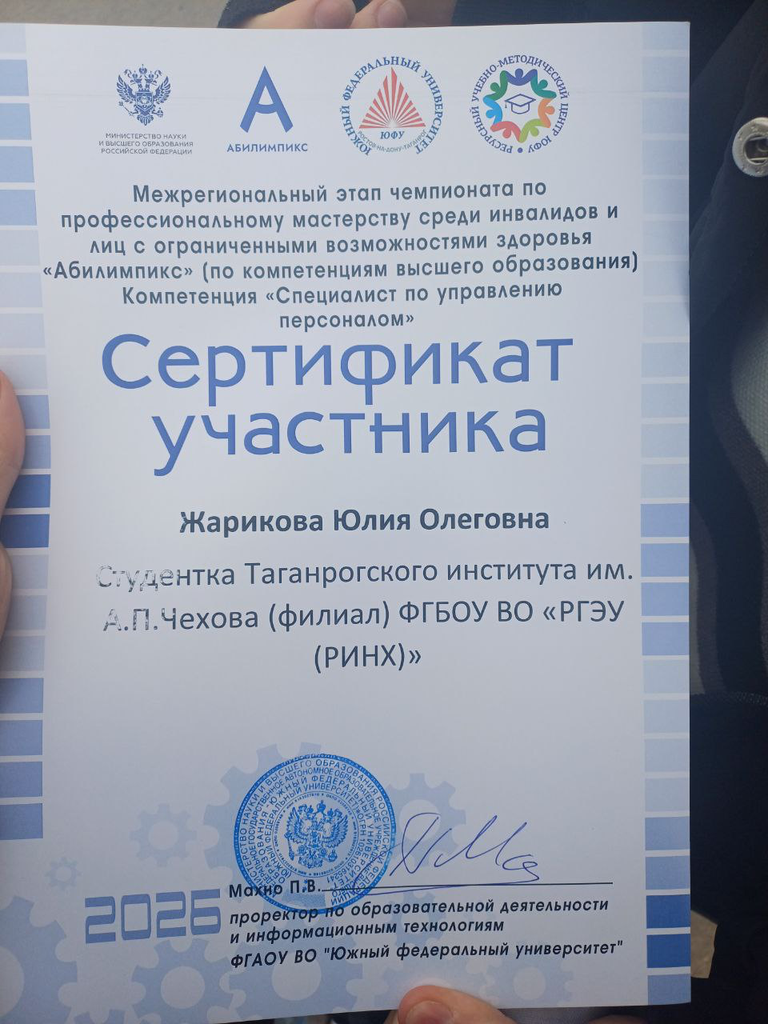 МИНИСТЕРСТВО НАУКИ
И ВЫСШЕГО ОБРАЗОВАНИЯ
РОССИЙСКОЙ ФЕДЕРАЦИИ
АБИЛИМПИКС
ЮЖНЫЙ ФЕДЕРАЛЬНЫЙ УНИВЕРСИТЕТ
ЮФУ
РЕСУРСНЫЙ УЧЕБНО-МЕТОДИЧЕСКИЙ ЦЕНТР ЮФУ
Межрегиональный этап чемпионата по
профессиональному мастерству среди инвалидов и
лиц с ограниченными возможностями здоровья
«Абилимпикс» (по компетенциям высшего образования)
Компетенция «Специалист по управлению
персоналом»
Сертификат
участника
Жарикова Юлия Олеговна
Студентка Таганрогского института им.
А.П.Чехова (филиал) ФГБОУ ВО «РГЭУ
(РИНХ)»
Махно П.В.
2026
проректор по образовательной деятельности
и информационным технологиям
ФГАОУ ВО "Южный федеральный университет"